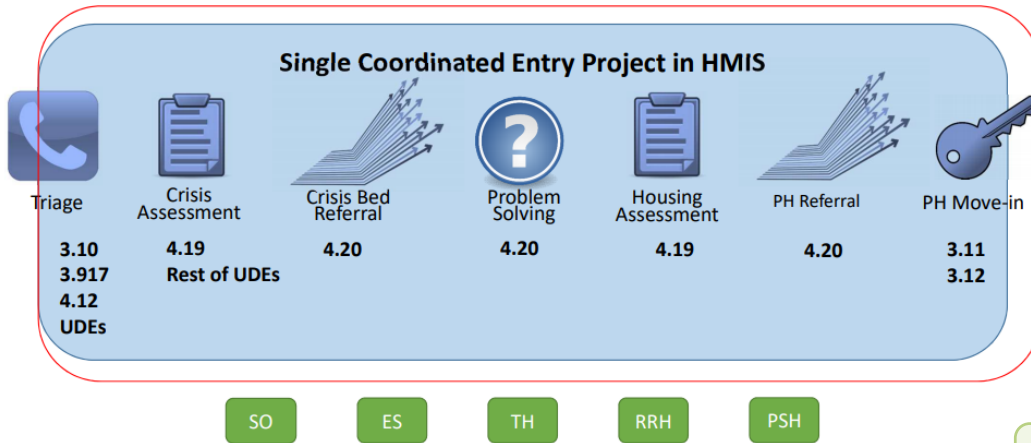 Single Coordinated Entry Project in HMIS
?
Triage
Crisis
Assessment
Crisis Bed
Referral
Problem
Solving
Housing
Assessment
PH Referral
PH Move-in
3.10
3.917
4.12
UDEs
4.19
Rest of UDEs
4.20
4.20
4.19
4.20
3.11
3.12
SO
ES
TH
RRH
PSH